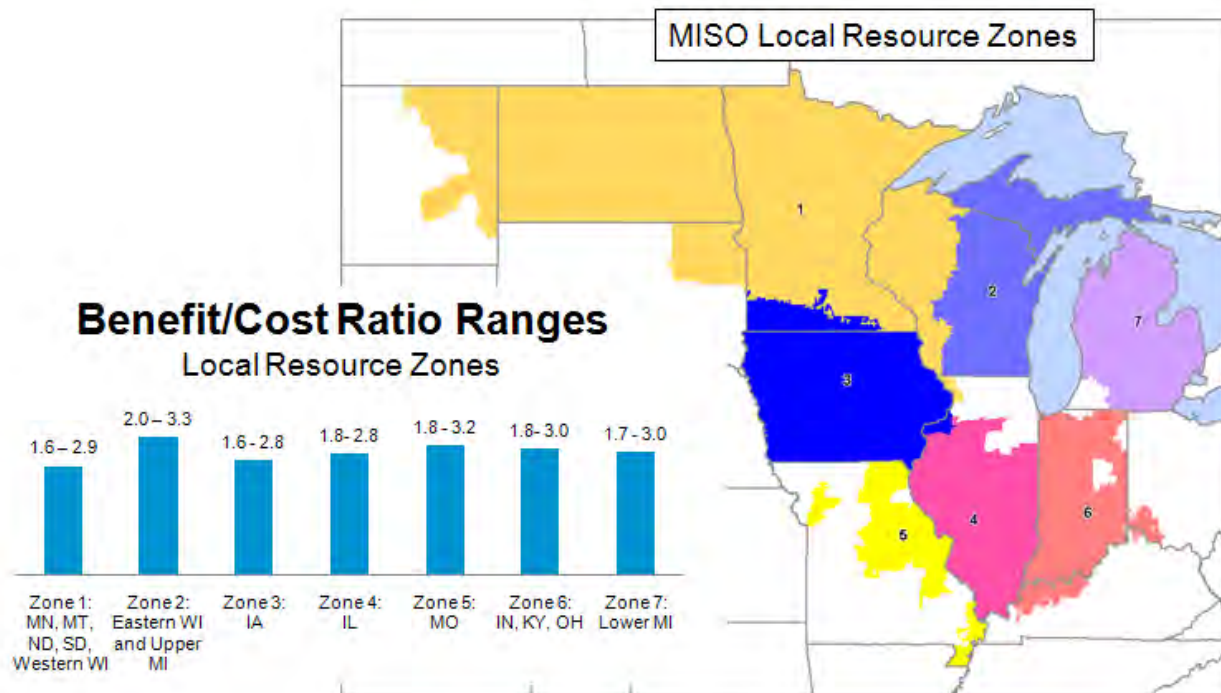 MISO Local Resource Zones
1
2
7
3
4
6
5
Benefit/Cost Ratio Ranges
Local Resource Zones
1.6 – 2.9
2.0 – 3.3
1.6 - 2.8
1.8 - 2.8
1.8 - 3.2
1.8 - 3.0
1.7 - 3.0
Zone 1:
MN, MT,
ND, SD,
Western WI
Zone 2:
Eastern WI
and Upper
MI
Zone 3:
IA
Zone 4:
IL
Zone 5:
MO
Zone 6:
IN, KY, OH
Zone 7:
Lower MI